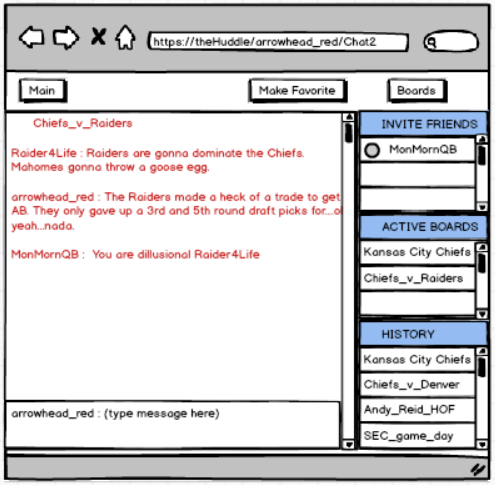 https://theHuddle/arrowhead_red/Chat2
Main
Make Favorite
Boards
Chiefs_v_Raiders
Raider4Life : Raiders are gonna dominate the Chiefs.
Mahomes gonna throw a goose egg.
arrowhead_red : The Raiders made a heck of a trade to get
AB. They only gave up a 3rd and 5th round draft picks for...o
yeah...nada.
MonMornQB : You are dillusional Raider4Life
arrowhead_red : (type message here)
INVITE FRIENDS
MonMornQB
ACTIVE BOARDS
Kansas City Chiefs
Chiefs_v_Raiders
HISTORY
Kansas City Chiefs
Chiefs_v_Denver
Andy_Reid_HOF
SEC_game_day